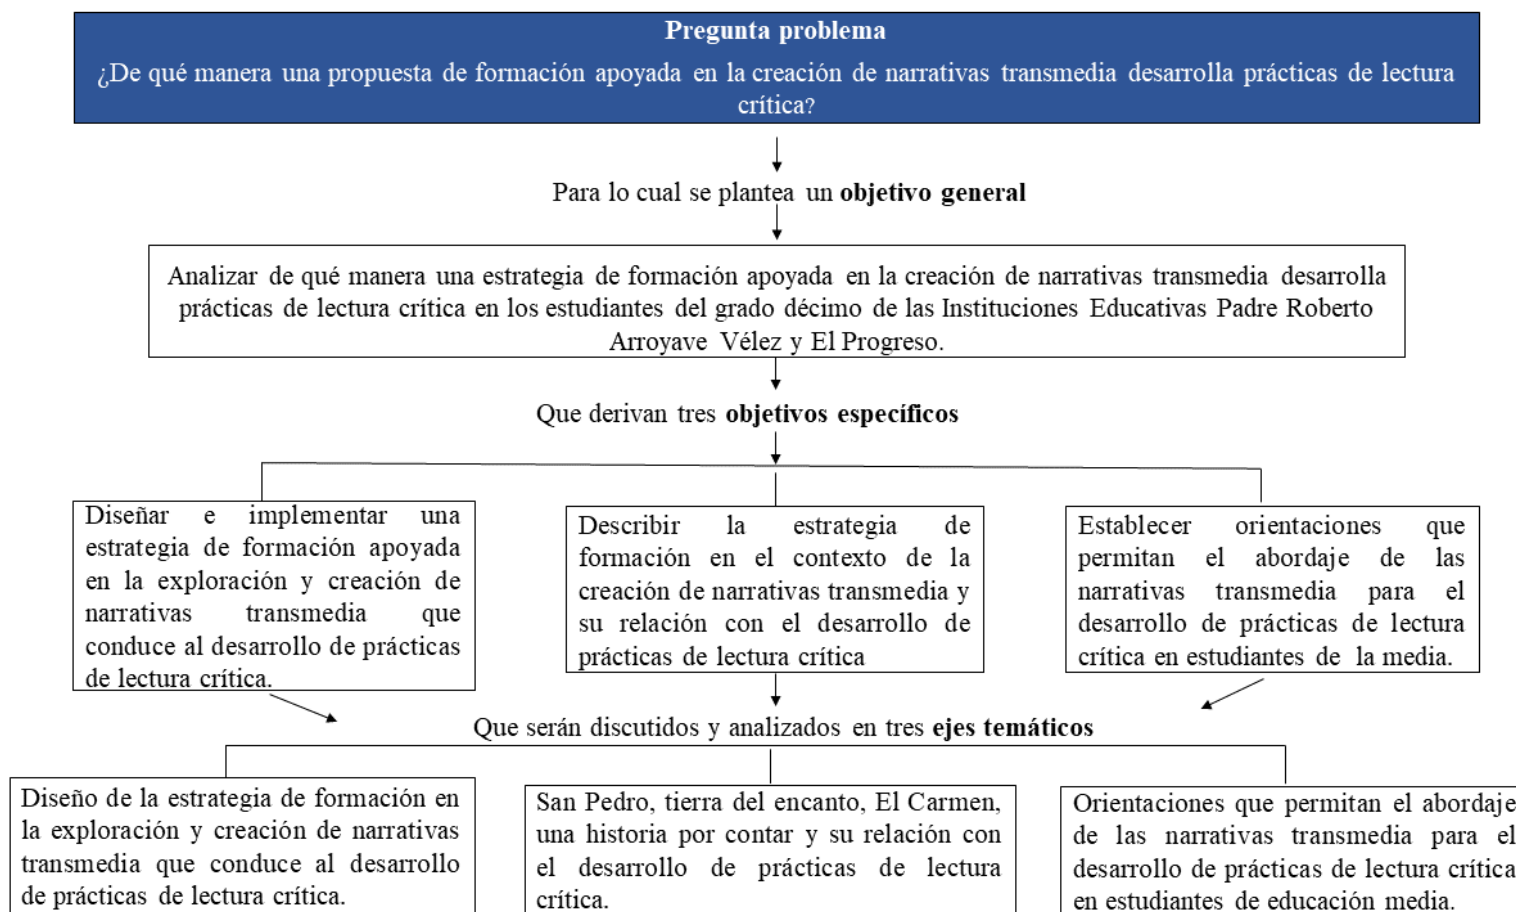 Pregunta problema
¿De qué manera una propuesta de formación apoyada en la creación de narrativas transmedia desarrolla prácticas de lectura
crítica?
Para lo cual se plantea un objetivo general
Analizar de qué manera una estrategia de formación apoyada en la creación de narrativas transmedia desarrolla
prácticas de lectura crítica en los estudiantes del grado décimo de las Instituciones Educativas Padre Roberto
Arroyave Vélez y El Progreso.
Que derivan tres objetivos específicos
Diseñar e implementar una
estrategia de formación apoyada
en la exploración y creación de
narrativas transmedia que
conduce al desarrollo de prácticas
de lectura crítica.
Describir la estrategia de
formación en el contexto de la
creación de narrativas transmedia y
su relación con el desarrollo de
prácticas de lectura crítica
Establecer orientaciones que
permitan el abordaje de las
narrativas transmedia para el
desarrollo de prácticas de lectura
crítica en estudiantes de la media.
Que serán discutidos y analizados en tres ejes temáticos
Diseño de la estrategia de formación en
la exploración y creación de narrativas
transmedia que conduce al desarrollo
de prácticas de lectura crítica.
San Pedro, tierra del encanto, El Carmen,
una historia por contar y su relación con
el desarrollo de prácticas de lectura
crítica.
Orientaciones que permitan el abordaje
de las narrativas transmedia para el
desarrollo de prácticas de lectura crítica
en estudiantes de educación media.